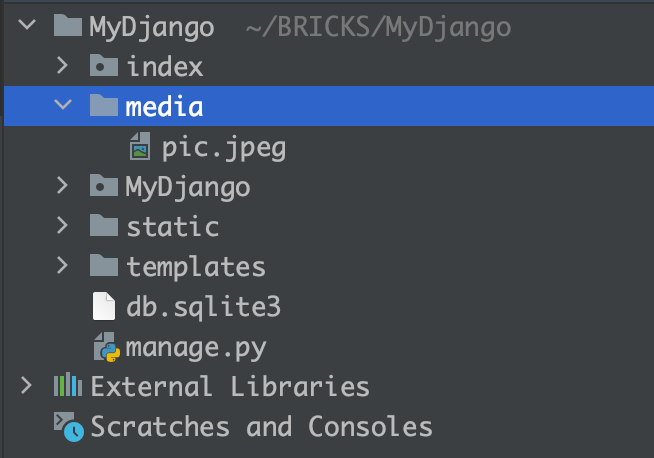 MyDjango ~/BRICKS/MyDjango
index
media
pic.jpeg
MyDjango
static
templates
db.sqlite3
manage.py
External Libraries
Scratches and Consoles